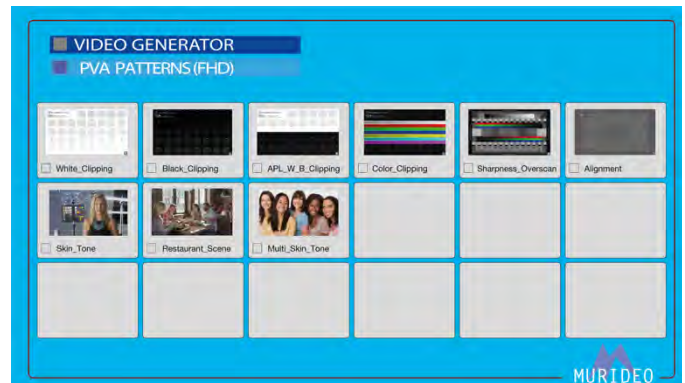 VIDEO GENERATOR
PVA PATTERNS (FHD)
White_Clipping
Black_Clipping
APL_W_B_Clipping
Color_Clipping
Sharpness_Overscan
Alignment
Skin_Tone
Restaurant_Scene
Multi_Skin_Tone
MURIDEO